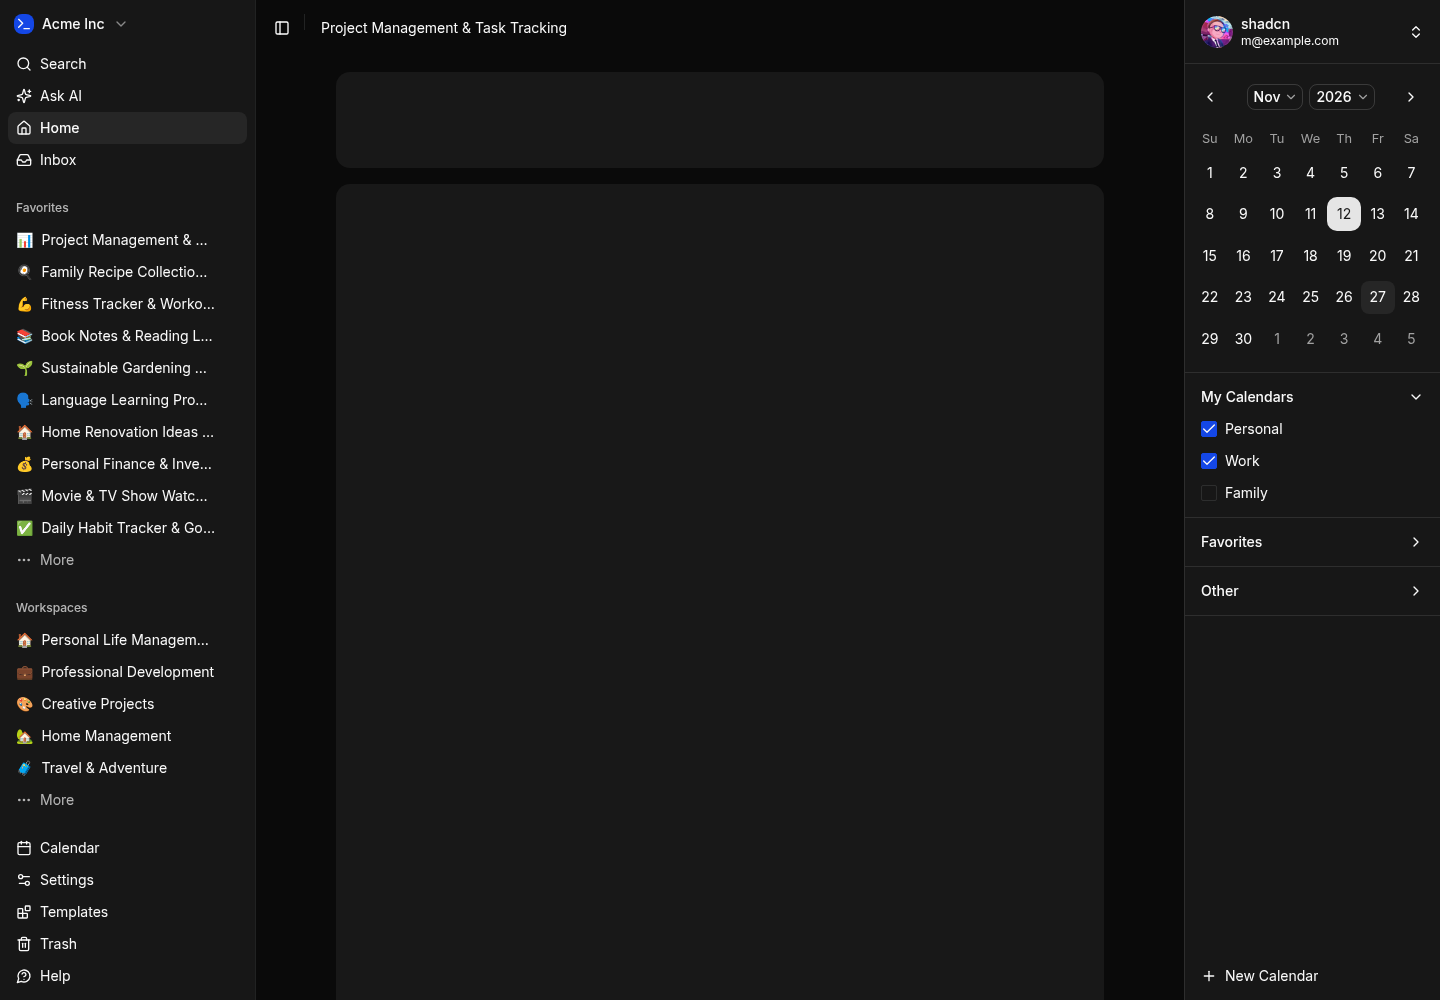 Acme Inc
Search
Ask AI
Home
Inbox
Favorites
Project Management & ...
Family Recipe Collectio...
Fitness Tracker & Worko...
Book Notes & Reading L...
Sustainable Gardening ...
Language Learning Pro...
Home Renovation Ideas ...
Personal Finance & Inve...
Movie & TV Show Watc...
Daily Habit Tracker & Go...
More
Workspaces
Personal Life Managem...
Professional Development
Creative Projects
Home Management
Travel & Adventure
More
Calendar
Settings
Templates
Trash
Help
Project Management & Task Tracking
shadcn
m@example.com
Nov 2026
Su Mo Tu We Th Fr Sa
1 2 3 4 5 6 7
8 9 10 11 12 13 14
15 16 17 18 19 20 21
22 23 24 25 26 27 28
29 30 1 2 3 4 5
My Calendars
Personal
Work
Family
Favorites
Other
New Calendar